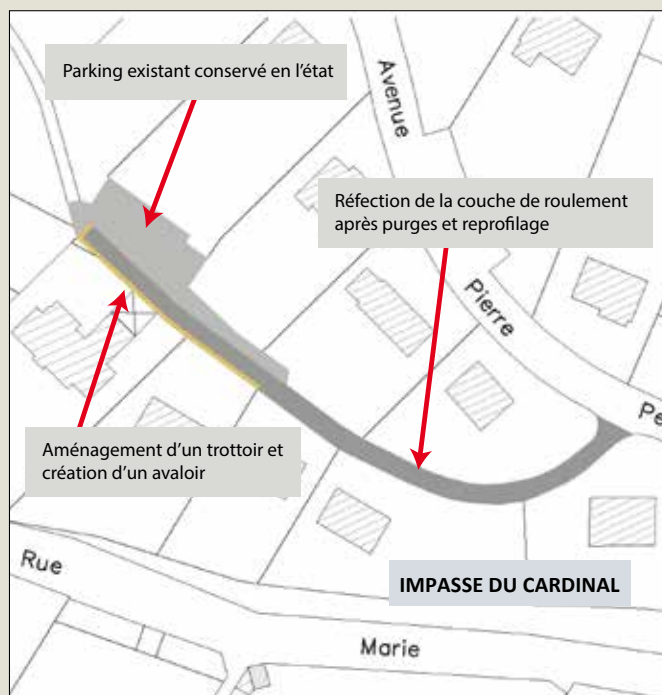 Parking existant conservé en l’état
Avenue
Réfection de la couche de roulement
après purges et reprofilage
Pierre
Pe
Aménagement d’un trottoir et
création d’un avaloir
Rue
IMPASSE DU CARDINAL
Marie